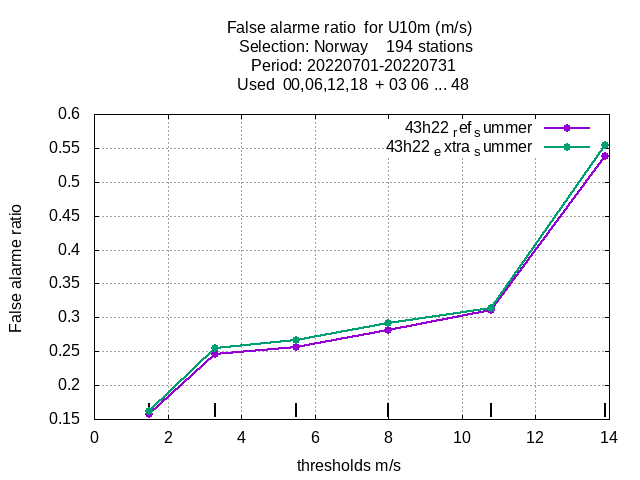 False alarme ratio  for U10m (m/s)
Selection: Norway    194 stations
Period: 20220701-20220731
Used  00,06,12,18  + 03 06 ... 48
0.6
43h22 ref summer
0.55
43h22 extra summer
0.5
0.45
0.4
0.35
0.3
0.25
0.2
0.15
False alarme ratio
0 2 4 6 8 10 12 14
thresholds m/s